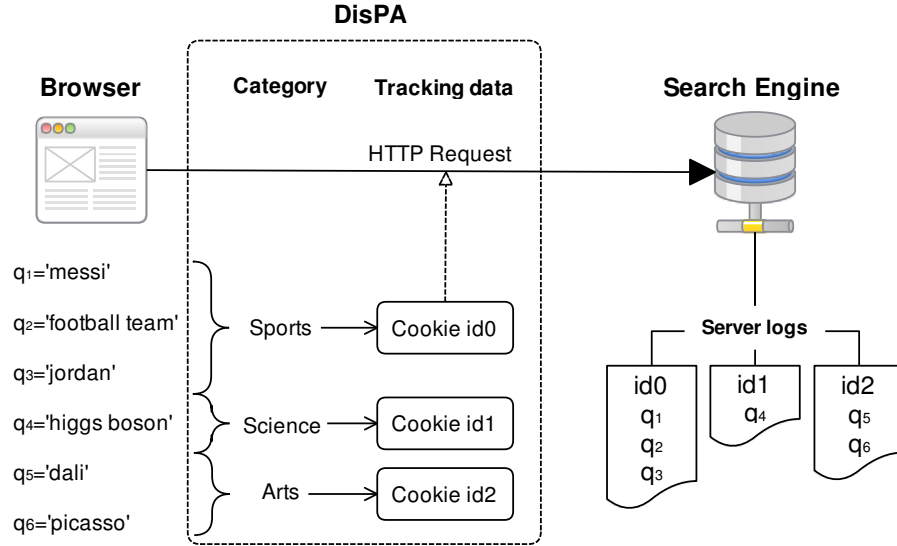 DisPA
Browser
Category
Tracking data
Search Engine
HTTP Request
q1='messi'
q2='football team'
q3='jordan'
q4='higgs boson'
q5='dali'
q6='picasso'
Sports
Cookie id0
Science
Cookie id1
Arts
Cookie id2
Server logs
id0
q1
q2
q3
id1
q4
id2
q5
q6